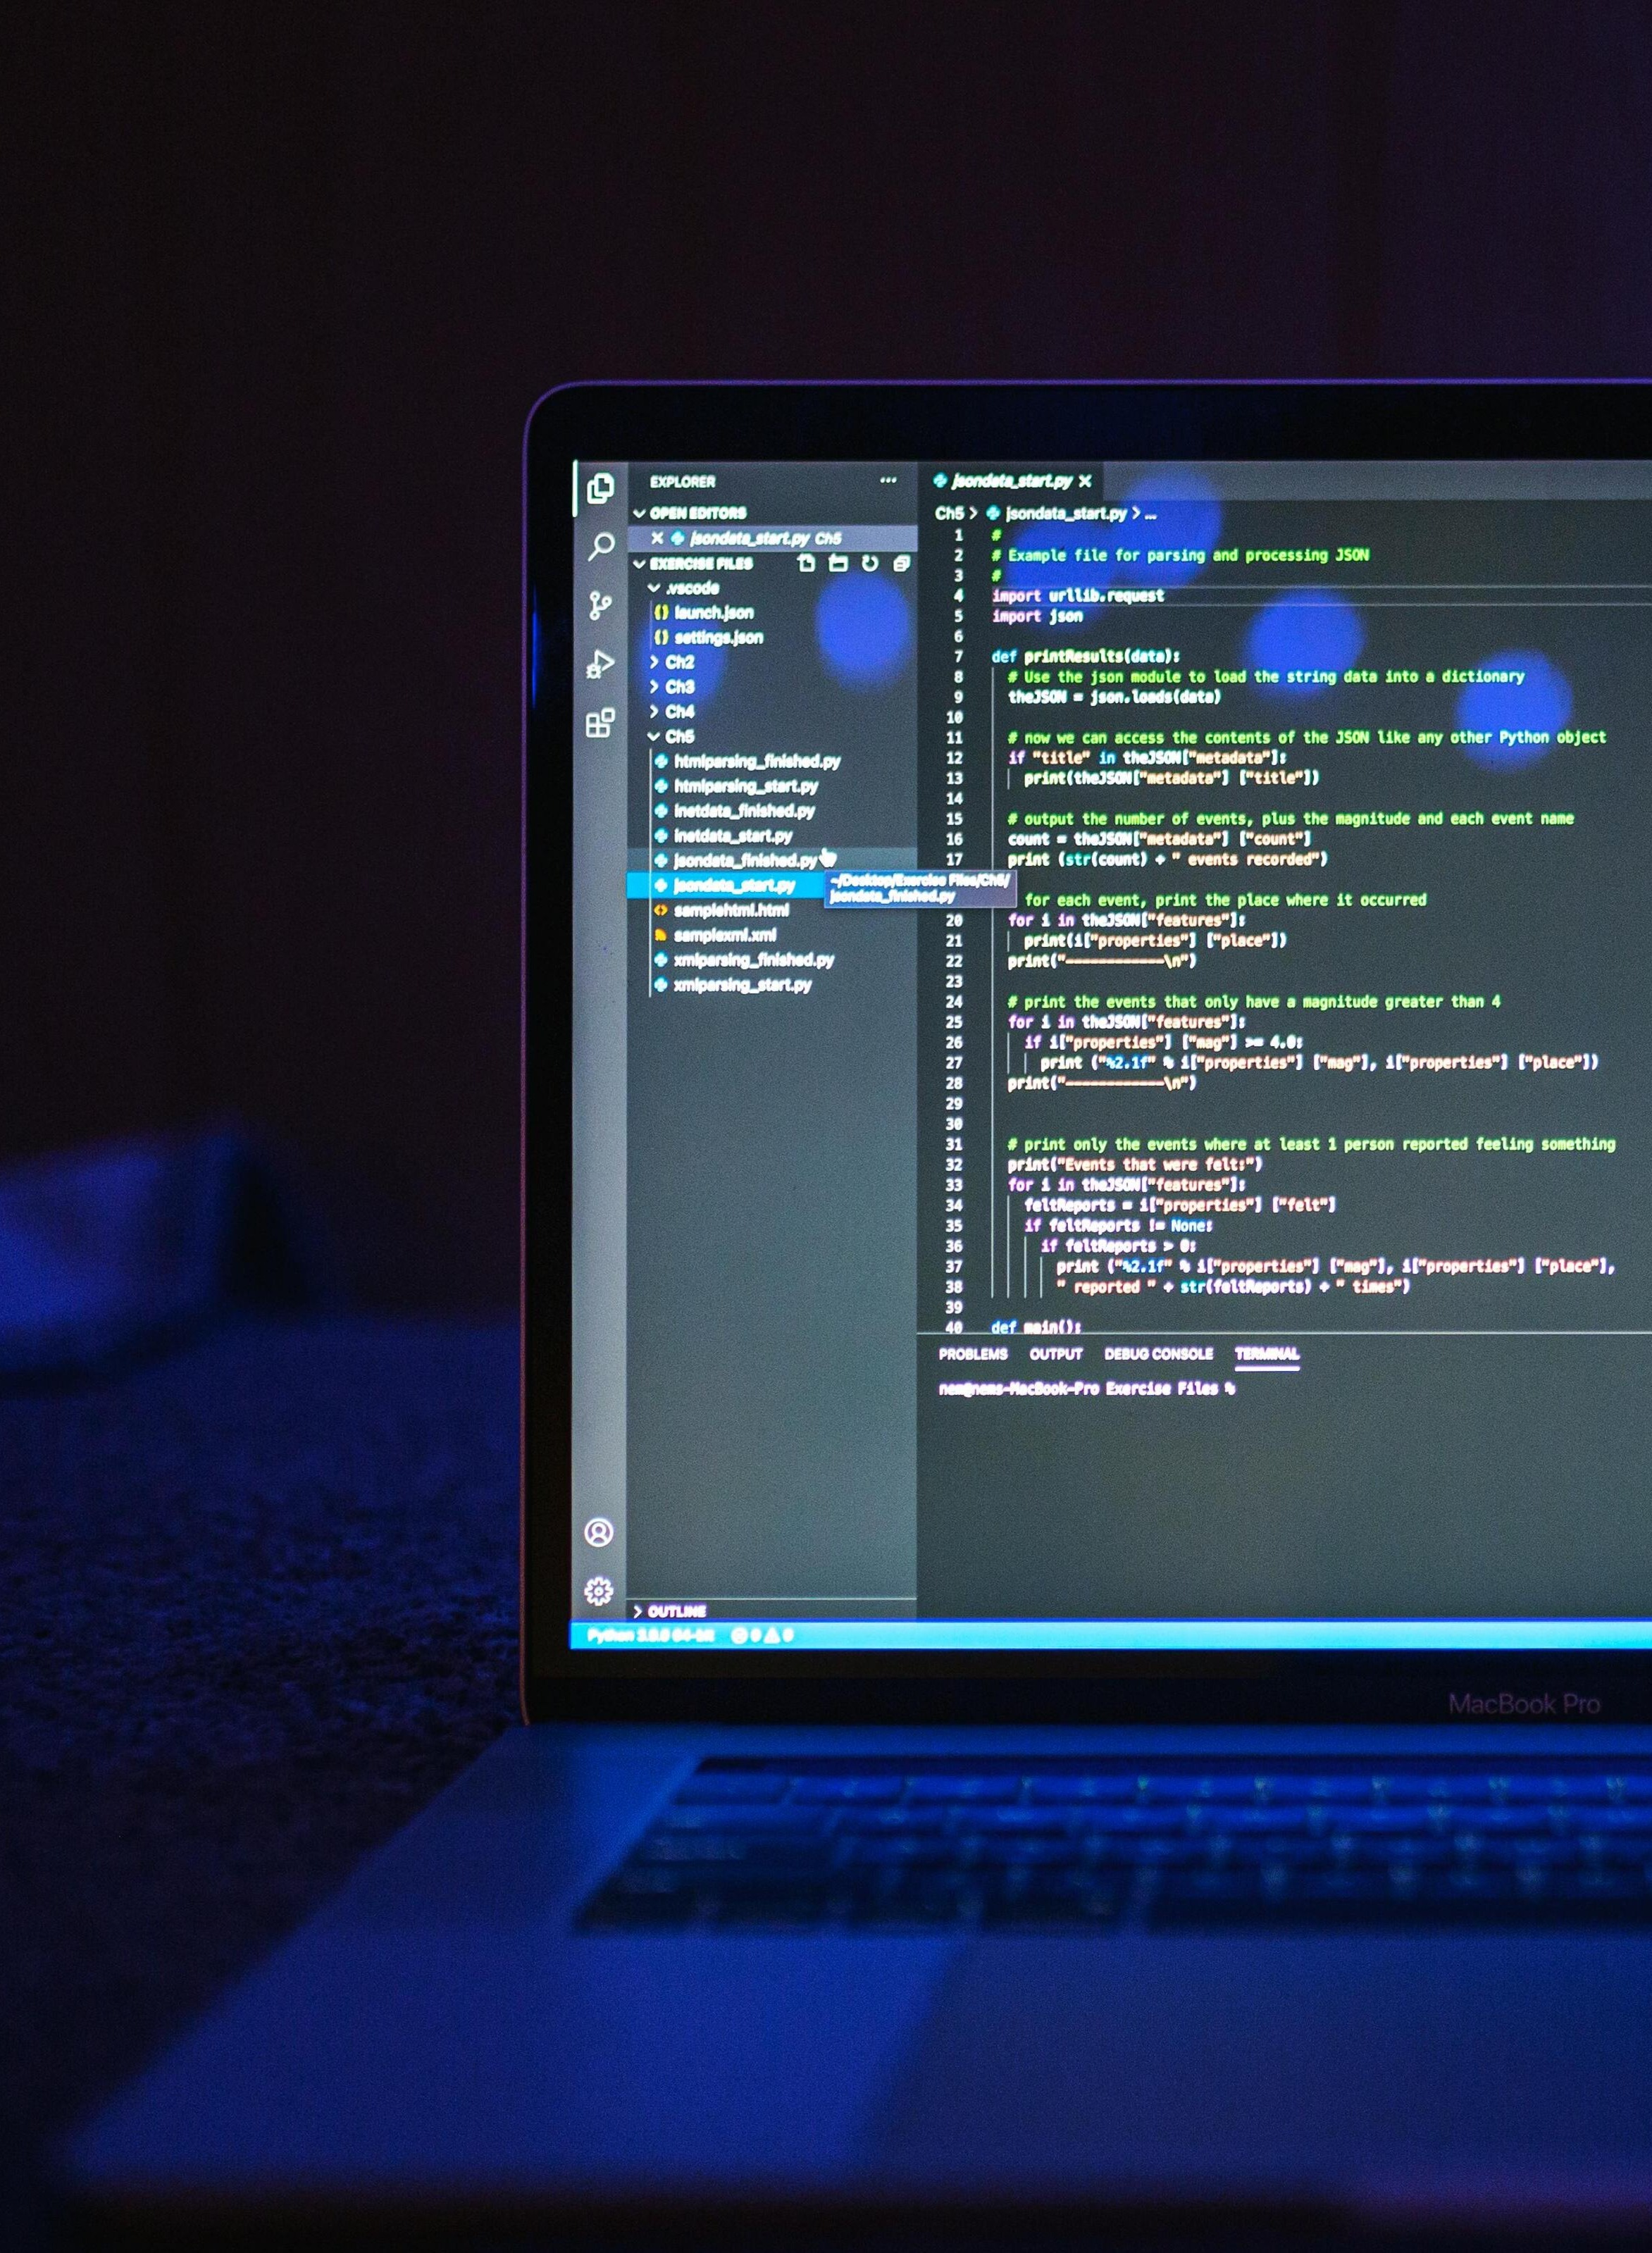 EXPLORER
OPEN EDITORS
jsondata_start.py Ch5
EXERCISE FILES
.vscode
launch.json
settings.json
Ch2
Ch3
Ch4
Ch5
htmlparsing_finished.py
htmlparsing_start.py
inetdata_finished.py
inetdata_start.py
jsondata_finished.py
jsondata_start.py
samplehtml.html
samplexml.xml
xmlparsing_finished.py
xmlparsing_start.py
~/Desktop/Exercise Files/Ch5/
jsondata_finished.py
OUTLINE
jsondata_start.py
Ch5 > jsondata_start.py > ...
1 #
2 # Example file for parsing and processing JSON
3 #
4 import urllib.request
5 import json
6
7 def printResults(data):
8 # Use the json module to load the string data into a dictionary
9 theJSON = json.loads(data)
10
11 # now we can access the contents of the JSON like any other Python object
12 if "title" in theJSON["metadata"]:
13 print(theJSON["metadata"] ["title"])
14
15 # output the number of events, plus the magnitude and each event name
16 count = theJSON["metadata"] ["count"]
17 print (str(count) + " events recorded")
for each event, print the place where it occurred
20 for i in theJSON["features"]:
21 print(i["properties"] ["place"])
22 print("--------------\n")
23
24 # print the events that only have a magnitude greater than 4
25 for i in theJSON["features"]:
26 if i["properties"] ["mag"] >= 4.0:
27 print ("%2.1f" % i["properties"] ["mag"], i["properties"] ["place"])
28 print("--------------\n")
29
30
31 # print only the events where at least 1 person reported feeling something
32 print("Events that were felt:")
33 for i in theJSON["features"]:
34 feltReports = i["properties"] ["felt"]
35 if feltReports != None:
36 if feltReports > 0:
37 print ("%2.1f" % i["properties"] ["mag"], i["properties"] ["place"],
38 " reported " + str(feltReports) + " times")
39
40 def main():
PROBLEMS OUTPUT DEBUG CONSOLE TERMINAL
nem@nems-MacBook-Pro Exercise Files %
Python 64-bit 0 0
MacBook Pro